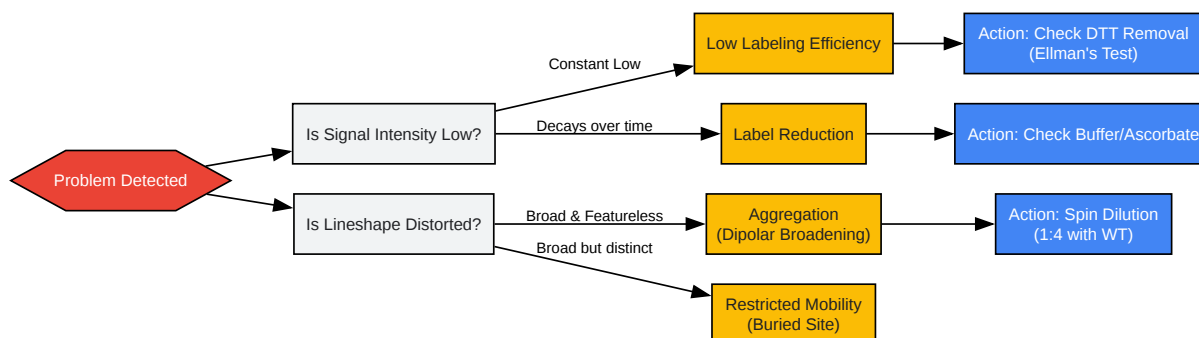 Problem Detected
Is Signal Intensity Low?
Constant Low
Low Labeling Efficiency
Action: Check DTT Removal
(Ellman's Test)
Decays over time
Label Reduction
Action: Check Buffer/Ascorbate
Is Lineshape Distorted?
Broad & Featureless
Aggregation
(Dipolar Broadening)
Action: Spin Dilution
(1:4 with WT)
Broad but distinct
Restricted Mobility
(Buried Site)